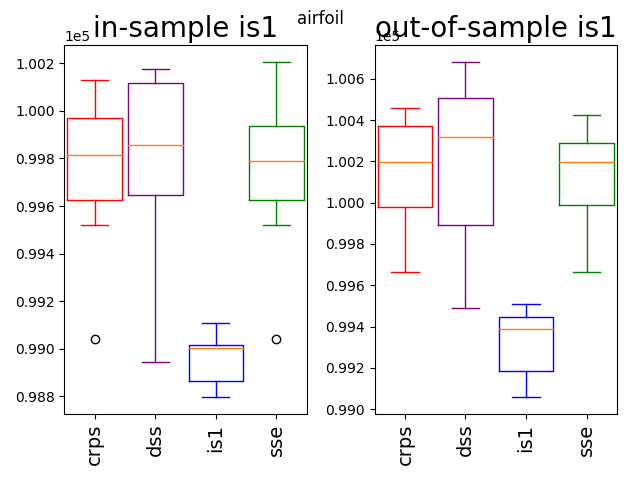 airfoil
in-sample is1
1e5
1.002
1.000
0.998
0.996
0.994
0.992
0.990
0.988
crps
dss
is1
sse
out-of-sample is1
1e5
1.006
1.004
1.002
1.000
0.998
0.996
0.994
0.992
0.990
crps
dss
is1
sse